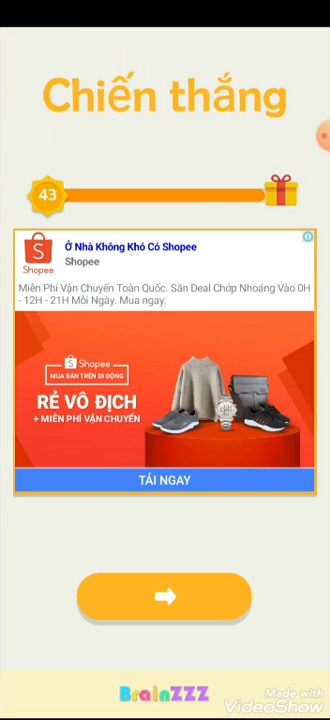 Chiến thắng
43
Ở Nhà Không Khó Có Shopee
Shopee
Shopee
Miễn Phí Vận Chuyển Toàn Quốc. Săn Deal Chớp Nhoáng Vào 0H
- 12H - 21H Mỗi Ngày. Mua ngay.
Shopee
MUA BÁN TRÊN DI ĐỘNG
RẺ VÔ ĐỊCH
+ MIỄN PHÍ VẬN CHUYỂN
TẢI NGAY
BrainZZZ
Made with
VideoShow